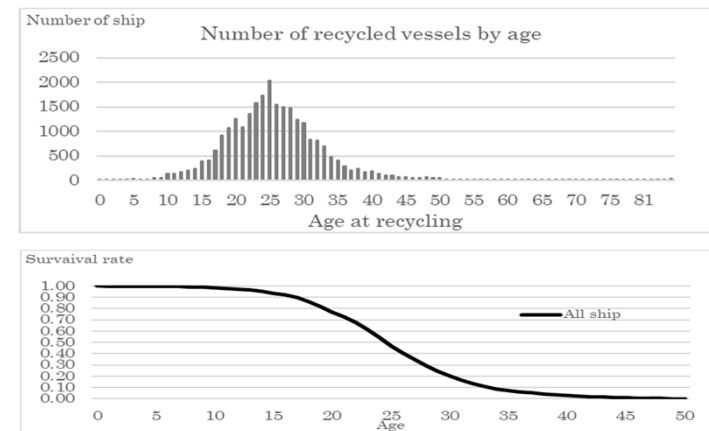 Number of ship
Number of recycled vessels by age
2500
2000
1500
1000
500
0
0 5 10 15 20 25 30 35 40 45 50 55 60 65 70 75 81
Age at recycling
Survaival rate
1.00
0.90
0.80
0.70
0.60
0.50
0.40
0.30
0.20
0.10
0.00
All ship
0 5 10 15 20 25 30 35 40 45 50
Age